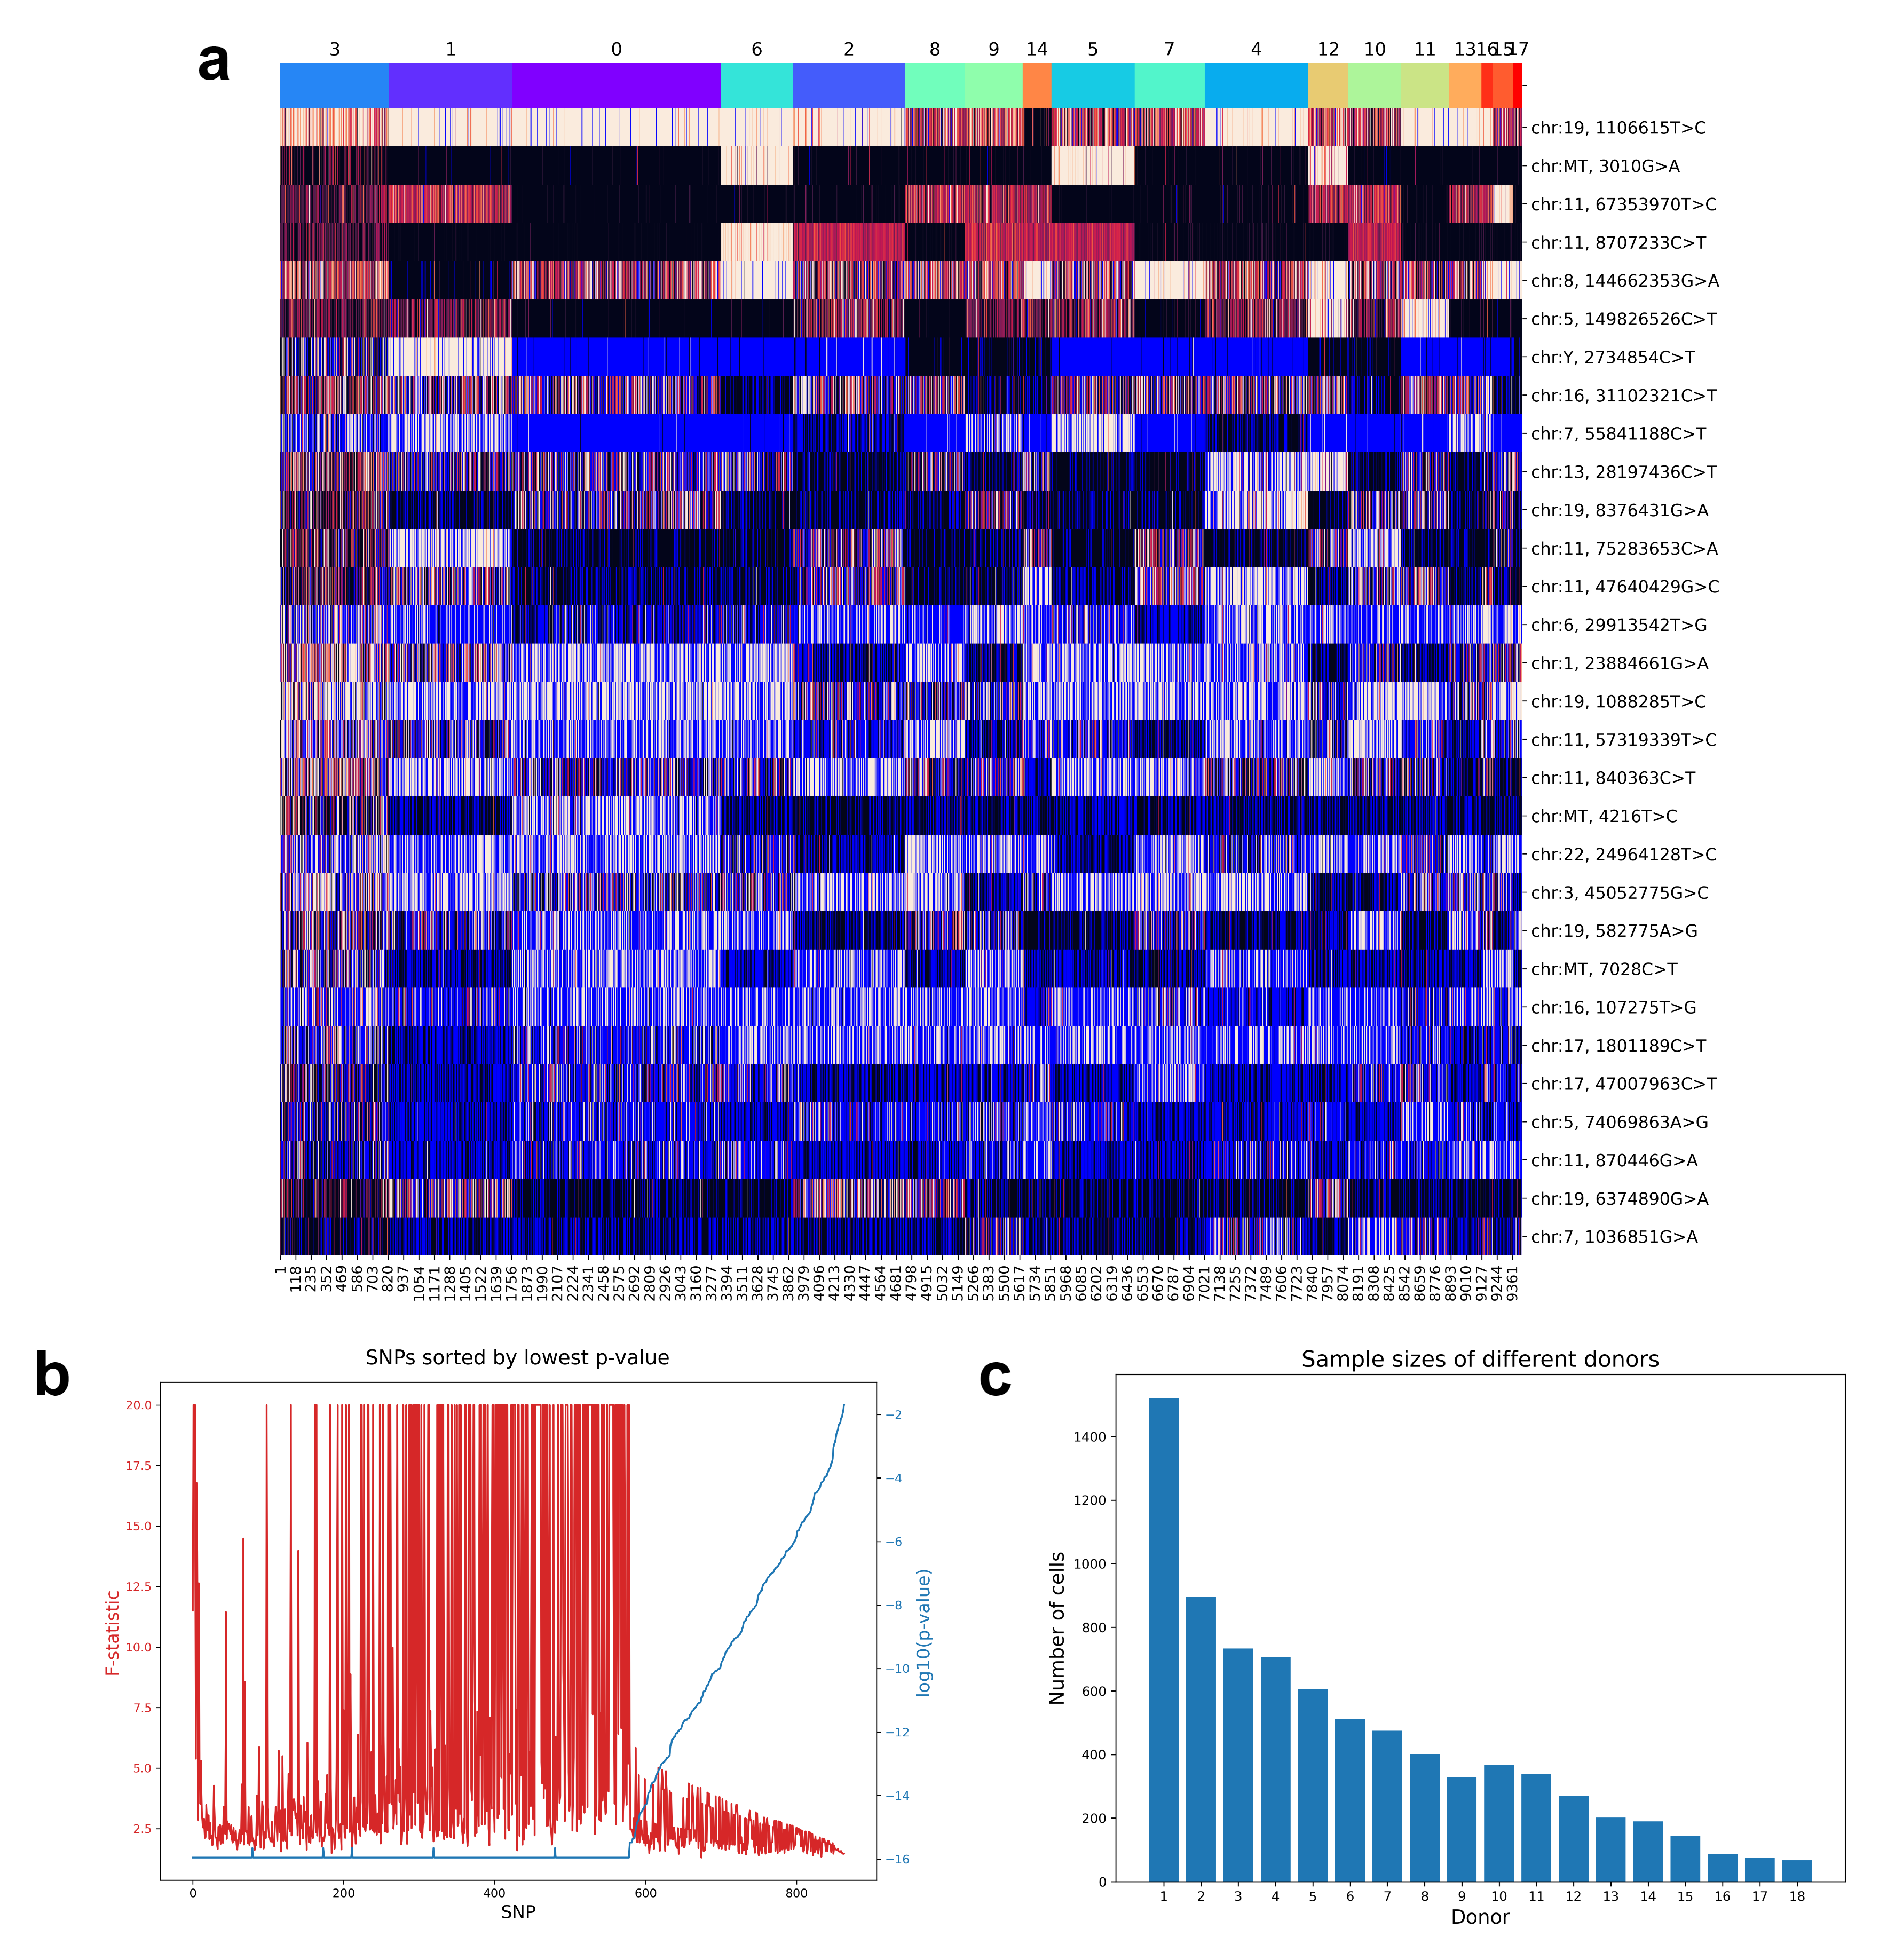 a
3 1 0 6 2 8 9 14 5 7 4 12 10 11 13 16 15 17
chr:19, 1106615T>C
chr:MT, 3010G>A
chr:11, 67353970T>C
chr:11, 8707233C>T
chr:8, 144662353G>A
chr:5, 149826526C>T
chr:Y, 2734854C>T
chr:16, 31102321C>T
chr:7, 55841188C>T
chr:13, 28197436C>T
chr:19, 8376431G>A
chr:11, 75283653C>A
chr:11, 47640429G>C
chr:6, 29913542T>G
chr:1, 23884661G>A
chr:19, 1088285T>C
chr:11, 57319339T>C
chr:11, 840363C>T
chr:MT, 4216T>C
chr:22, 24964128T>C
chr:3, 45052775G>C
chr:19, 582775A>G
chr:MT, 7028C>T
chr:16, 107275T>G
chr:17, 1801189C>T
chr:17, 47007963C>T
chr:5, 74069863A>G
chr:11, 870446G>A
chr:19, 6374890G>A
chr:7, 1036851G>A
1 118 235 352 469 586 703 820 937 1054 1171 1288 1405 1522 1639 1756 1873 1990 2107 2224 2341 2458 2575 2692 2809 2926 3043 3160 3277 3394 3511 3628 3745 3862 3979 4096 4213 4330 4447 4564 4681 4798 4915 5032 5149 5266 5383 5500 5617 5734 5851 5968 6085 6202 6319 6436 6553 6670 6787 6904 7021 7138 7255 7372 7489 7606 7723 7840 7957 8074 8191 8308 8425 8542 8659 8776 8893 9010 9127 9244 9361
b
SNPs sorted by lowest p-value
20.0
17.5
15.0
12.5
10.0
7.5
5.0
2.5
F-statistic
−2
−4
−6
−8
−10
−12
−14
−16
log10(p-value)
0 200 400 600 800
SNP
c
Sample sizes of different donors
1400
1200
1000
800
600
400
200
0
Number of cells
1 2 3 4 5 6 7 8 9 10 11 12 13 14 15 16 17 18
Donor